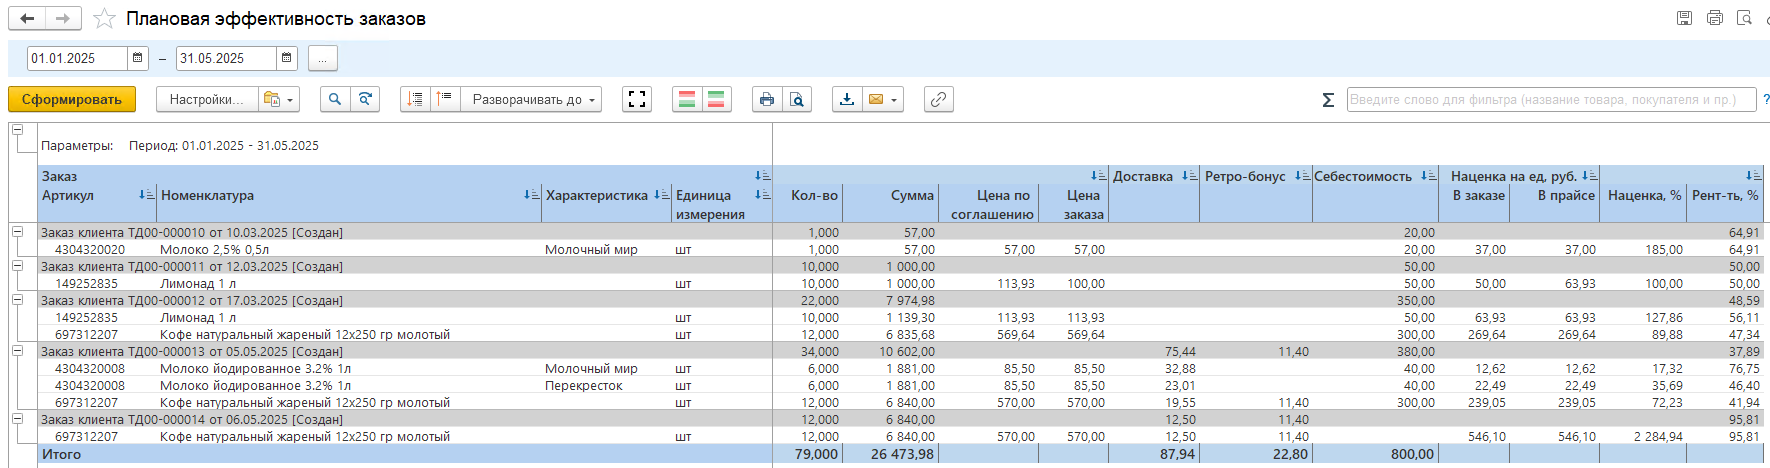 Плановая эффективность заказов
01.01.2025 – 31.05.2025 ...
Сформировать Настройки... Разворачивать до Σ Введите слово для фильтра (название товара, покупателя и пр.) ?
Параметры: Период: 01.01.2025 - 31.05.2025
Заказ Доставка Ретро-бонус Себестоимость Наценка на ед, руб.
Артикул Номенклатура Характеристика Единица измерения Кол-во Сумма Цена по соглашению Цена заказа В заказе В прайсе Наценка, % Рент-ть, %
Заказ клиента ТД00-000010 от 10.03.2025 [Создан] 1,000 57,00 20,00 64,91
4304320020 Молоко 2,5% 0,5л Молочный мир шт 1,000 57,00 57,00 57,00 20,00 37,00 37,00 185,00 64,91
Заказ клиента ТД00-000011 от 12.03.2025 [Создан] 10,000 1 000,00 50,00 50,00
149252835 Лимонад 1 л шт 10,000 1 000,00 113,93 100,00 50,00 50,00 63,93 100,00 50,00
Заказ клиента ТД00-000012 от 17.03.2025 [Создан] 22,000 7 974,98 350,00 48,59
149252835 Лимонад 1 л шт 10,000 1 139,30 113,93 113,93 50,00 63,93 63,93 127,86 56,11
697312207 Кофе натуральный жареный 12х250 гр молотый шт 12,000 6 835,68 569,64 569,64 300,00 269,64 269,64 89,88 47,34
Заказ клиента ТД00-000013 от 05.05.2025 [Создан] 34,000 10 602,00 75,44 11,40 380,00 37,89
4304320008 Молоко йодированное 3.2% 1л Молочный мир шт 6,000 1 881,00 85,50 85,50 32,88 40,00 12,62 12,62 17,32 76,75
4304320008 Молоко йодированное 3.2% 1л Перекресток шт 6,000 1 881,00 85,50 85,50 23,01 40,00 22,49 22,49 35,69 46,40
697312207 Кофе натуральный жареный 12х250 гр молотый шт 12,000 6 840,00 570,00 570,00 19,55 11,40 300,00 239,05 239,05 72,23 41,94
Заказ клиента ТД00-000014 от 06.05.2025 [Создан] 12,000 6 840,00 12,50 11,40 95,81
697312207 Кофе натуральный жареный 12х250 гр молотый шт 12,000 6 840,00 570,00 570,00 12,50 11,40 546,10 546,10 2 284,94 95,81
Итого 79,000 26 473,98 87,94 22,80 800,00